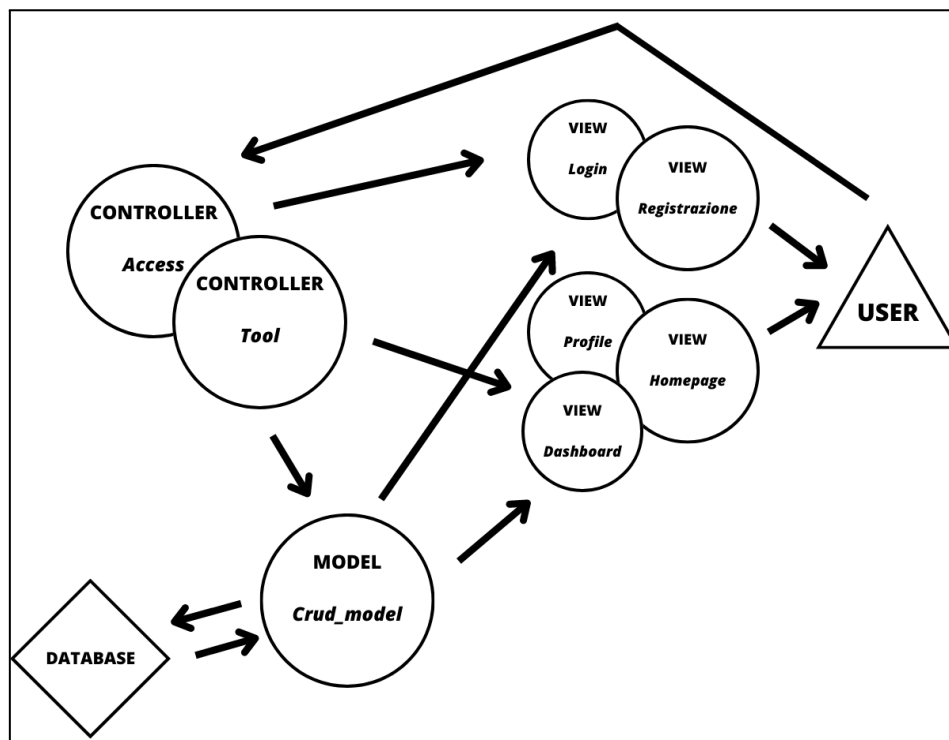 VIEW
Login
VIEW
Registrazione
CONTROLLER
Access
CONTROLLER
Tool
VIEW
Profile
VIEW
Homepage
VIEW
Dashboard
USER
MODEL
Crud_model
DATABASE